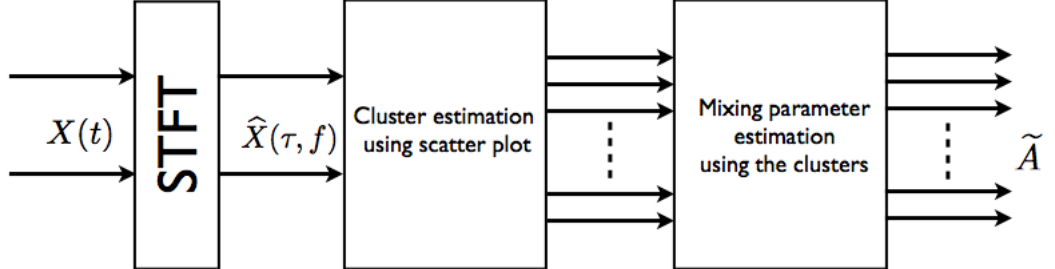 X(t)
STFT
X̂(τ, f)
Cluster estimation
using scatter plot
Mixing parameter
estimation
using the clusters
Ã